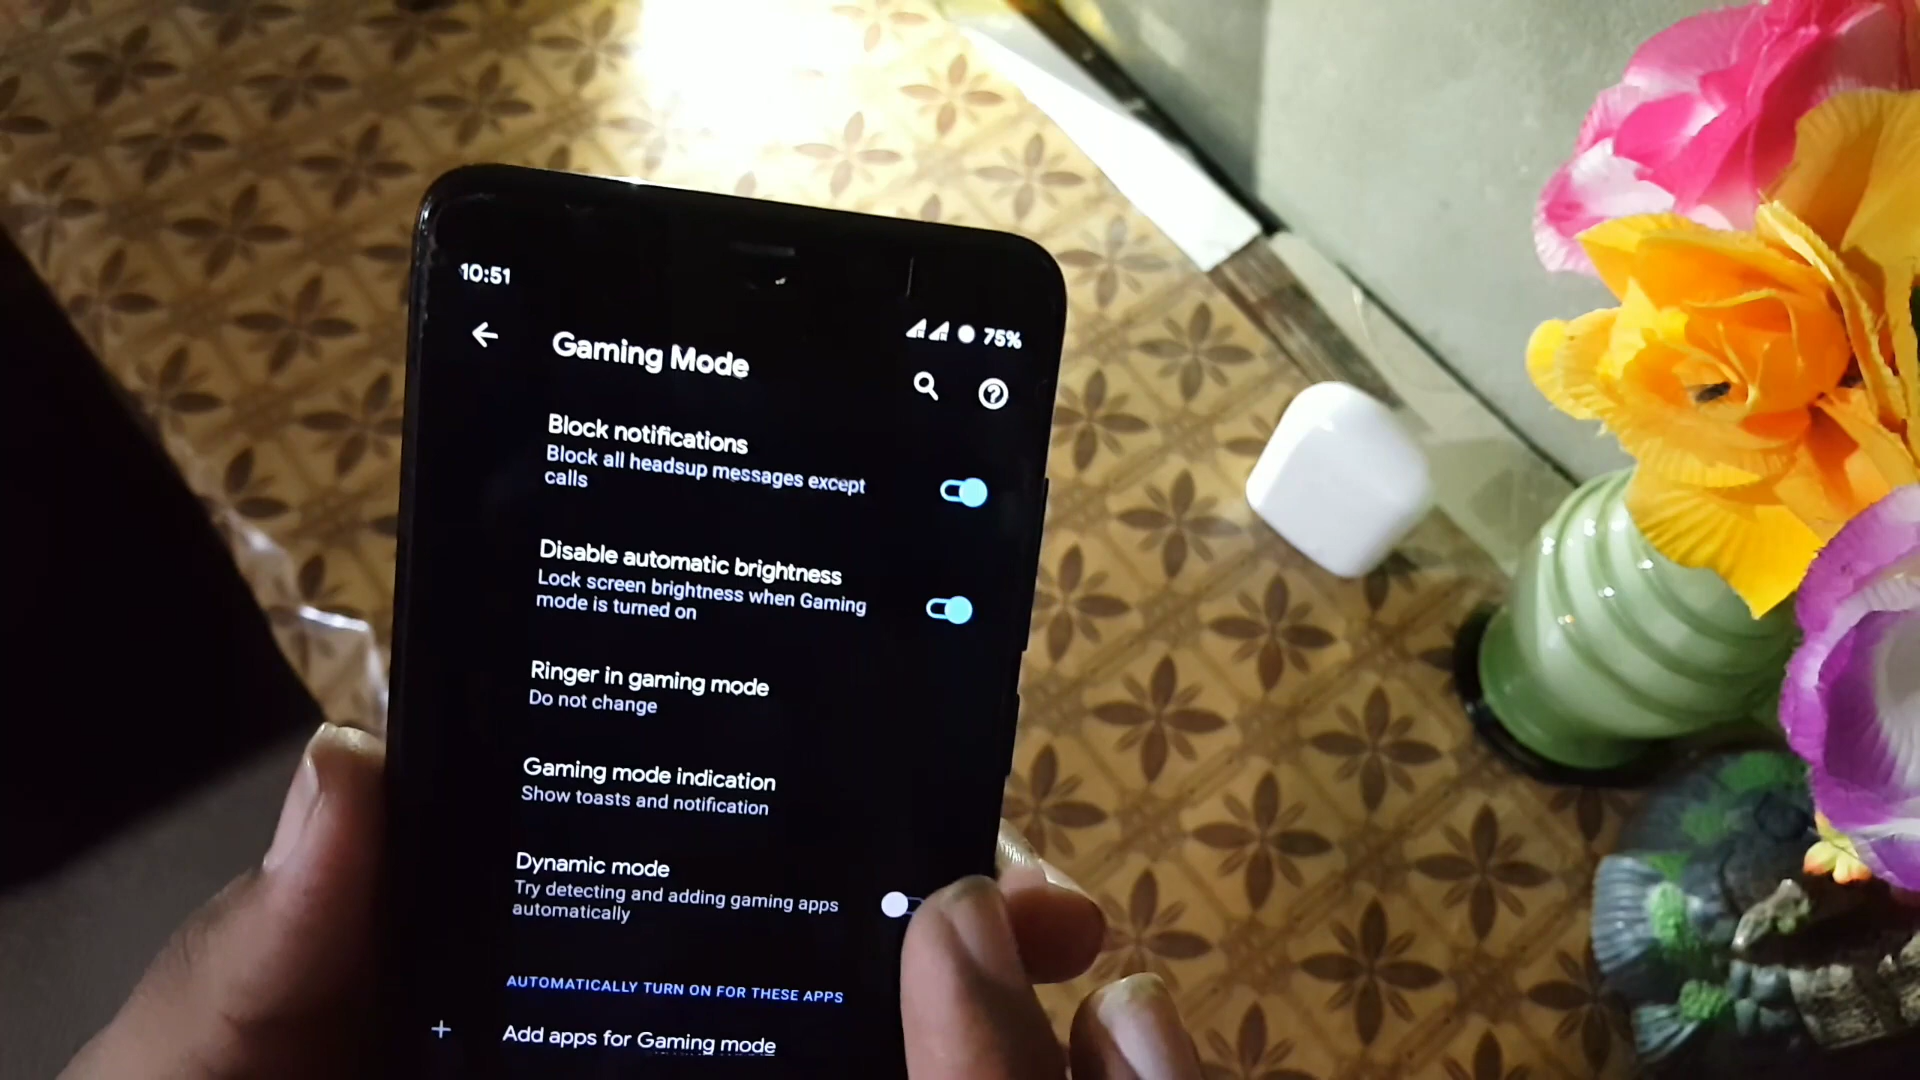 10:51
75%
Gaming Mode
Block notifications
Block all headsup messages except
calls
Disable automatic brightness
Lock screen brightness when Gaming
mode is turned on
Ringer in gaming mode
Do not change
Gaming mode indication
Show toasts and notification
Dynamic mode
Try detecting and adding gaming apps
automatically
AUTOMATICALLY TURN ON FOR THESE APPS
+ Add apps for Gaming mode